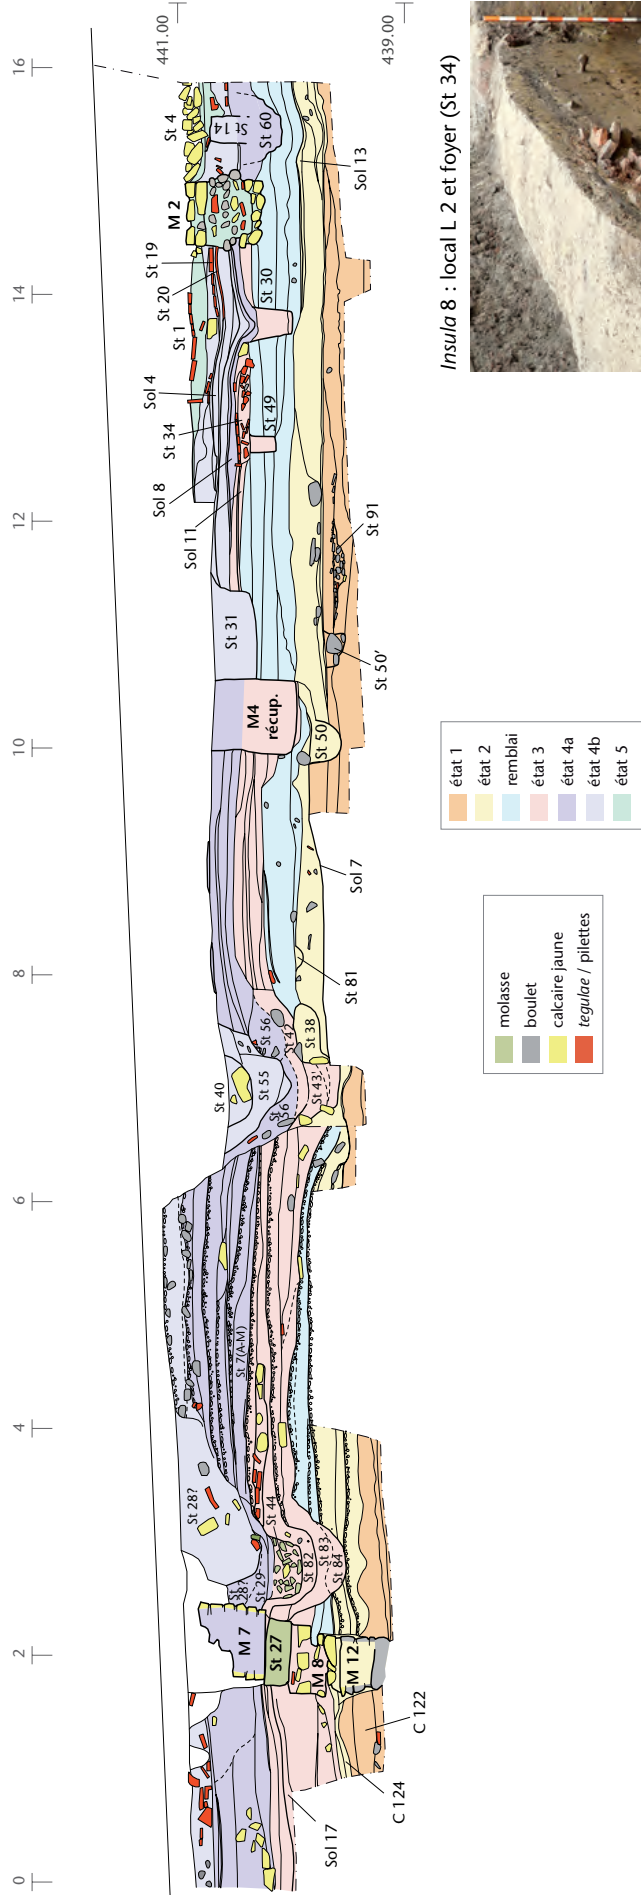 441.00
439.00
0
2
4
6
8
10
12
14
16
St 4
M 2
St 14
St 60
St 19
St 20
St 1
St 30
Sol 13
Sol 4
St 34
St 49
Sol 8
Sol 11
St 91
St 31
St 50'
M4
récup.
St 50
Sol 7
St 81
St 56
St 42
St 38
St 40
St 55
St 43
St
56
St 7(A-M)
St 28?
St 44
St
28?
St 29
St 82
St 83
St 84
M 7
St 27
M 8
M 12
C 122
C 124
Sol 17
molasse
boulet
calcaire jaune
tegulae / pilettes
état 1
état 2
remblai
état 3
état 4a
état 4b
état 5
Insula 8 : local L 2 et foyer (St 34)